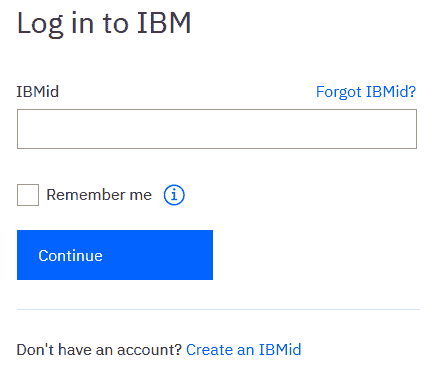 Log in to IBM
IBMid Forgot IBMid?
Remember me
Continue
Don't have an account? Create an IBMid